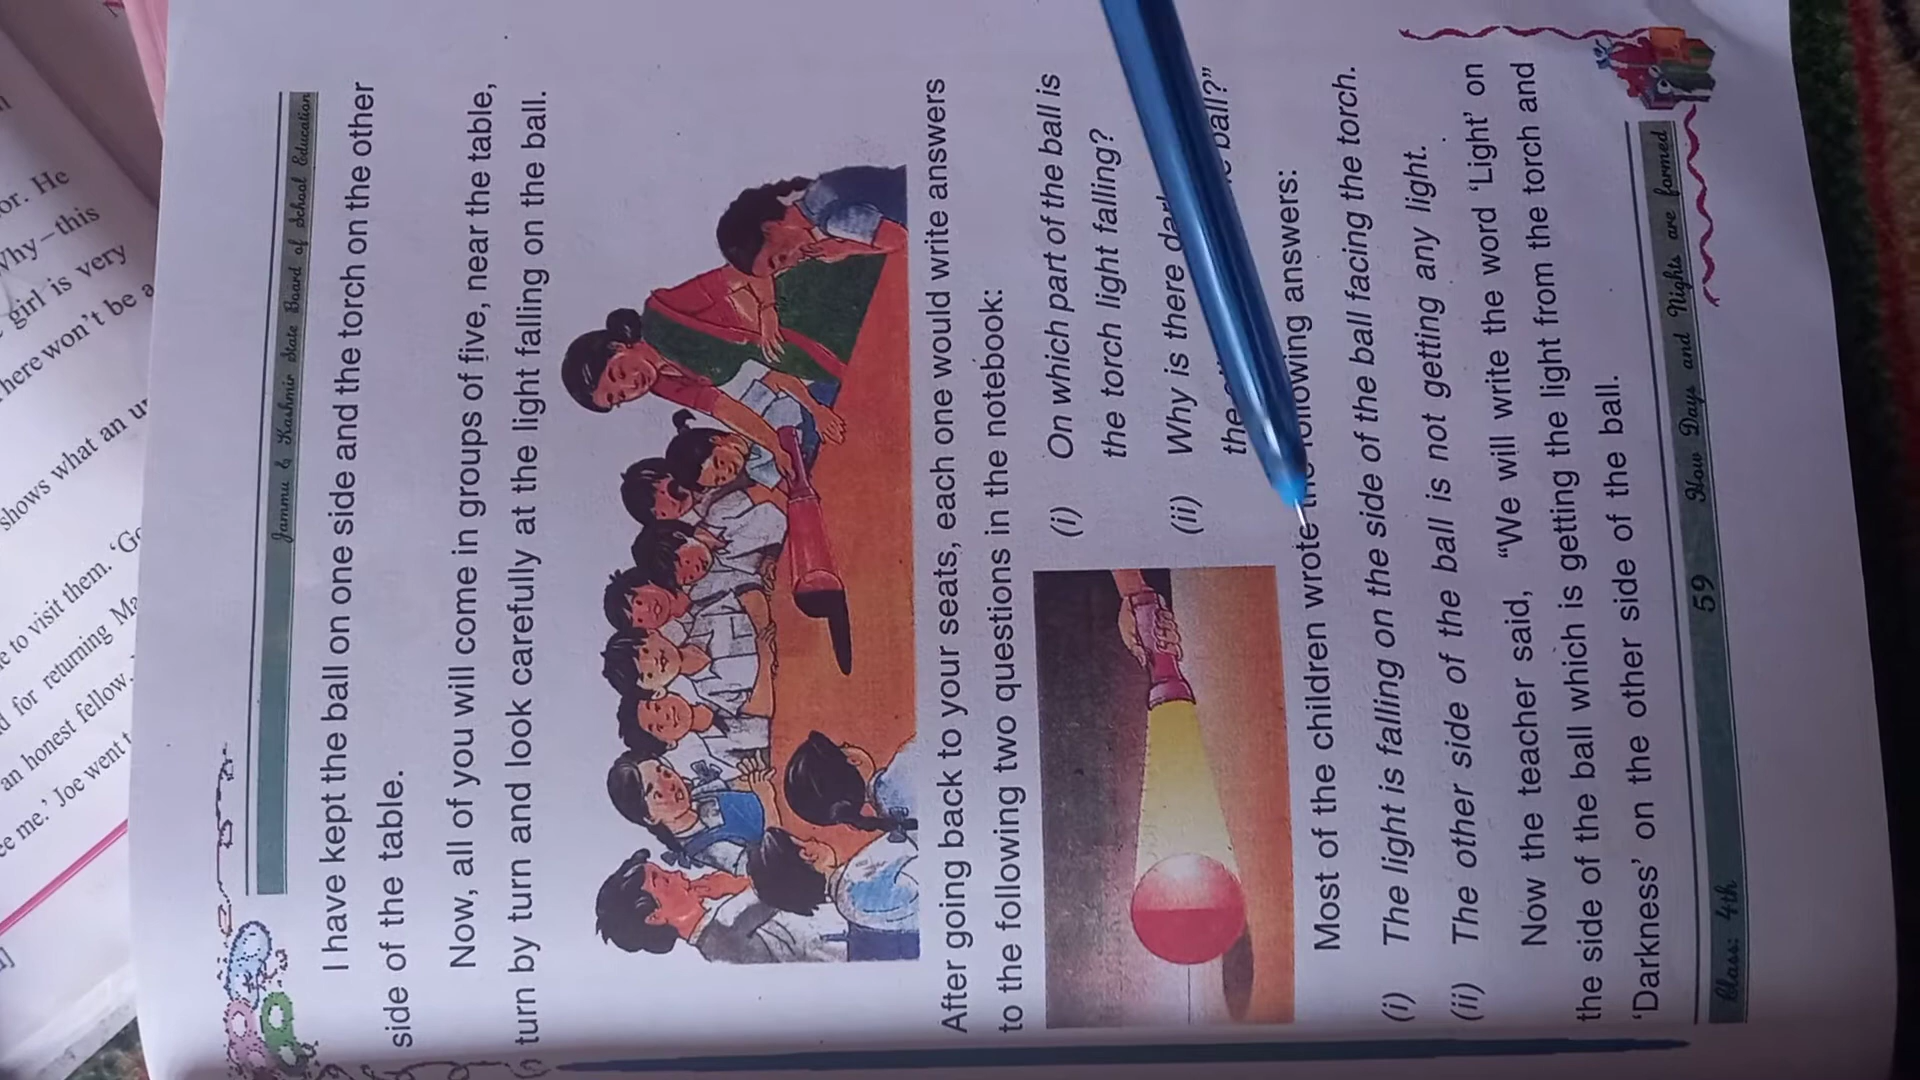 Jammu & Kashmir State Board of School Education
I have kept the ball on one side and the torch on the other
side of the table.
Now, all of you will come in groups of five, near the table,
turn by turn and look carefully at the light falling on the ball.
After going back to your seats, each one would write answers
to the following two questions in the notebook:
(i) On which part of the ball is
the torch light falling?
(ii) Why is there
the ball?"
Most of the children wrote the following answers:
(i) The light is falling on the side of the ball facing the torch.
(ii) The other side of the ball is not getting any light.
Now the teacher said, "We will write the word 'Light' on
the side of the ball which is getting the light from the torch and
'Darkness' on the other side of the ball.
Class: 4th 59 How Days and Nights are formed
or. He
Why—this
girl is very
here won't be a
shows what an
to visit them.
for returning
an honest fellow.
me.' Joe went